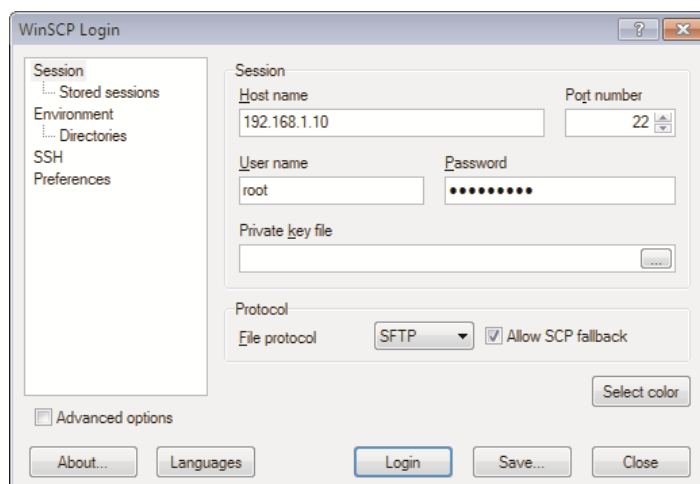 WinSCP Login
Session
Stored sessions
Environment
Directories
SSH
Preferences
Advanced options
Session
Host name Port number
192.168.1.10 22
User name Password
root •••••••••
Private key file
...
Protocol
File protocol SFTP Allow SCP fallback
Select color
About... Languages Login Save... Close